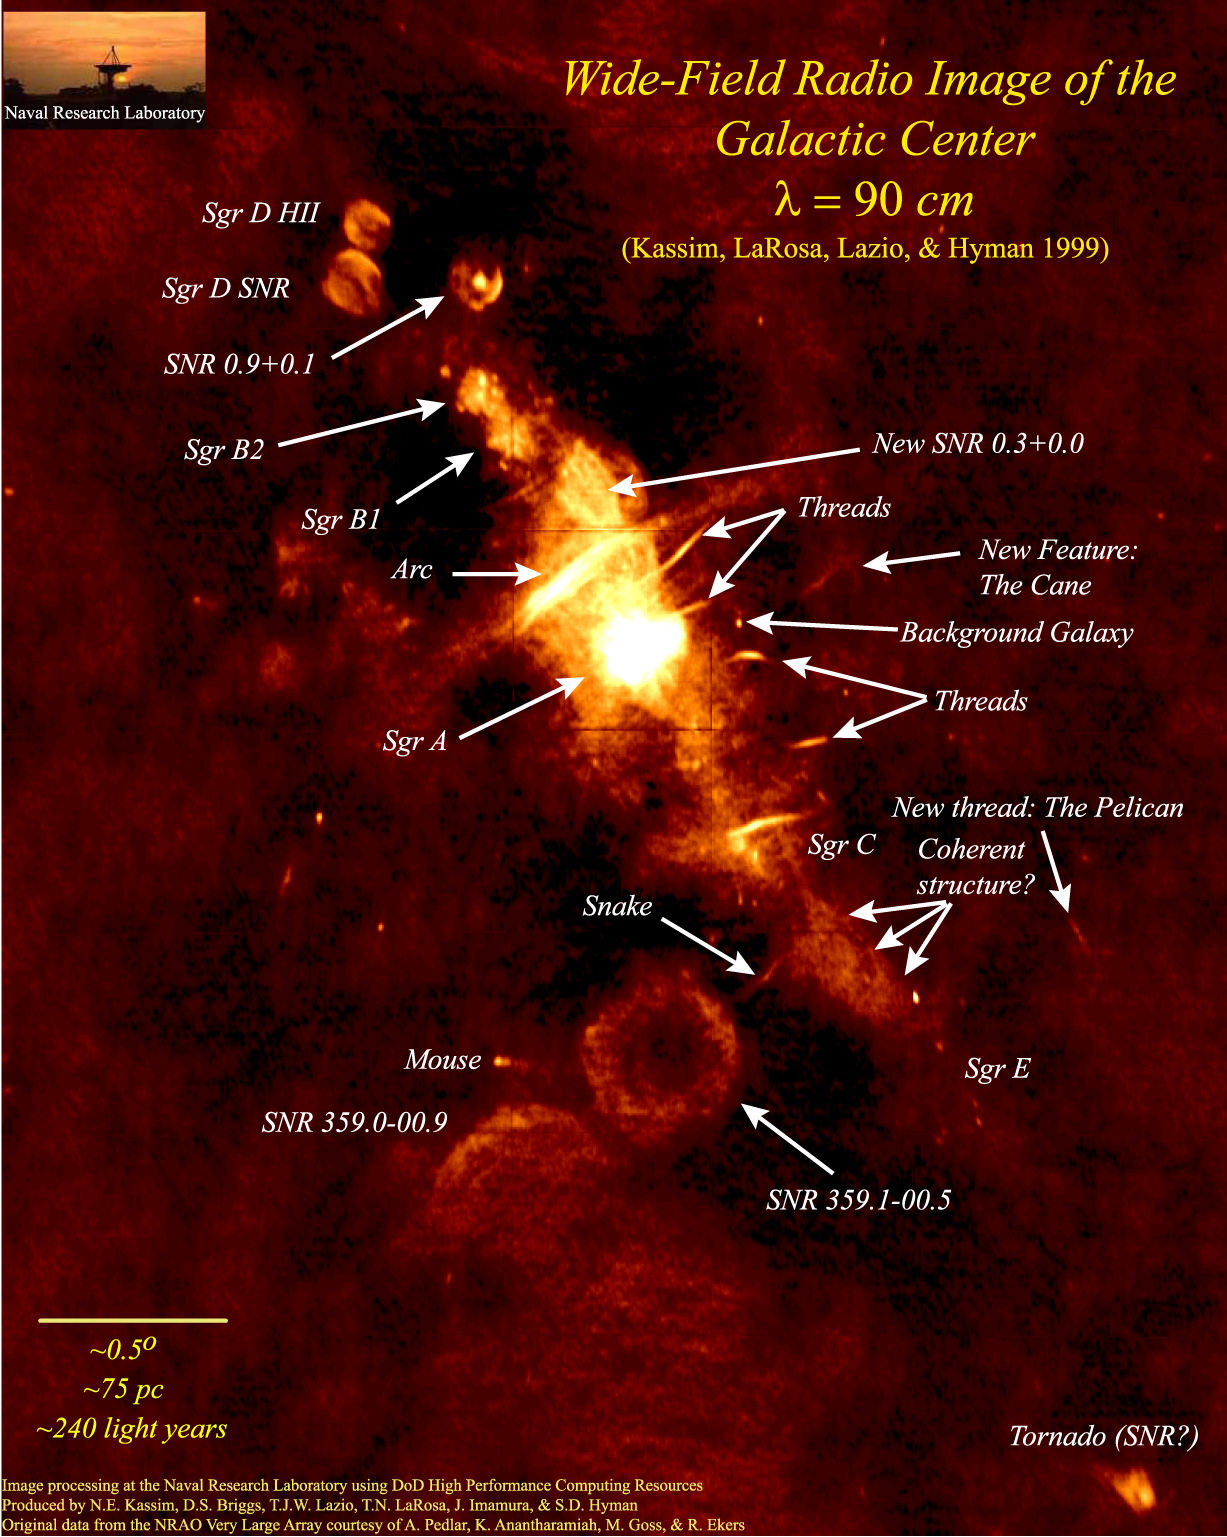 Naval Research Laboratory
Wide-Field Radio Image of the
Galactic Center
λ = 90 cm
(Kassim, LaRosa, Lazio, & Hyman 1999)
Sgr D HII
Sgr D SNR
SNR 0.9+0.1
Sgr B2
Sgr B1
New SNR 0.3+0.0
Threads
Arc
New Feature:
The Cane
Background Galaxy
Threads
Sgr A
New thread: The Pelican
Sgr C
Coherent
structure?
Snake
Mouse
Sgr E
SNR 359.0-00.9
SNR 359.1-00.5
~0.5º
~75 pc
~240 light years
Tornado (SNR?)
Image processing at the Naval Research Laboratory using DoD High Performance Computing Resources
Produced by N.E. Kassim, D.S. Briggs, T.J.W. Lazio, T.N. LaRosa, J. Imamura, & S.D. Hyman
Original data from the NRAO Very Large Array courtesy of A. Pedlar, K. Anantharamiah, M. Goss, & R. Ekers